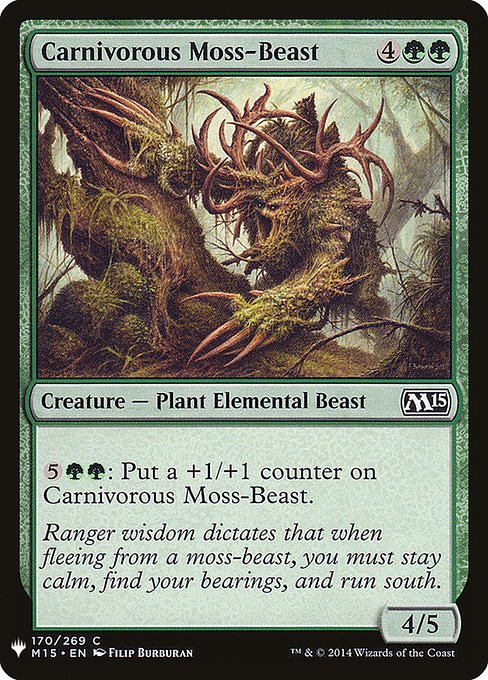 Carnivorous Moss-Beast 4
Creature — Plant Elemental Beast M15
5: Put a +1/+1 counter on
Carnivorous Moss-Beast.
Ranger wisdom dictates that when
fleeing from a moss-beast, you must stay
calm, find your bearings, and run south.
4/5
170/269 C
M15 • EN Filip Burburan
™ & © 2014 Wizards of the Coast